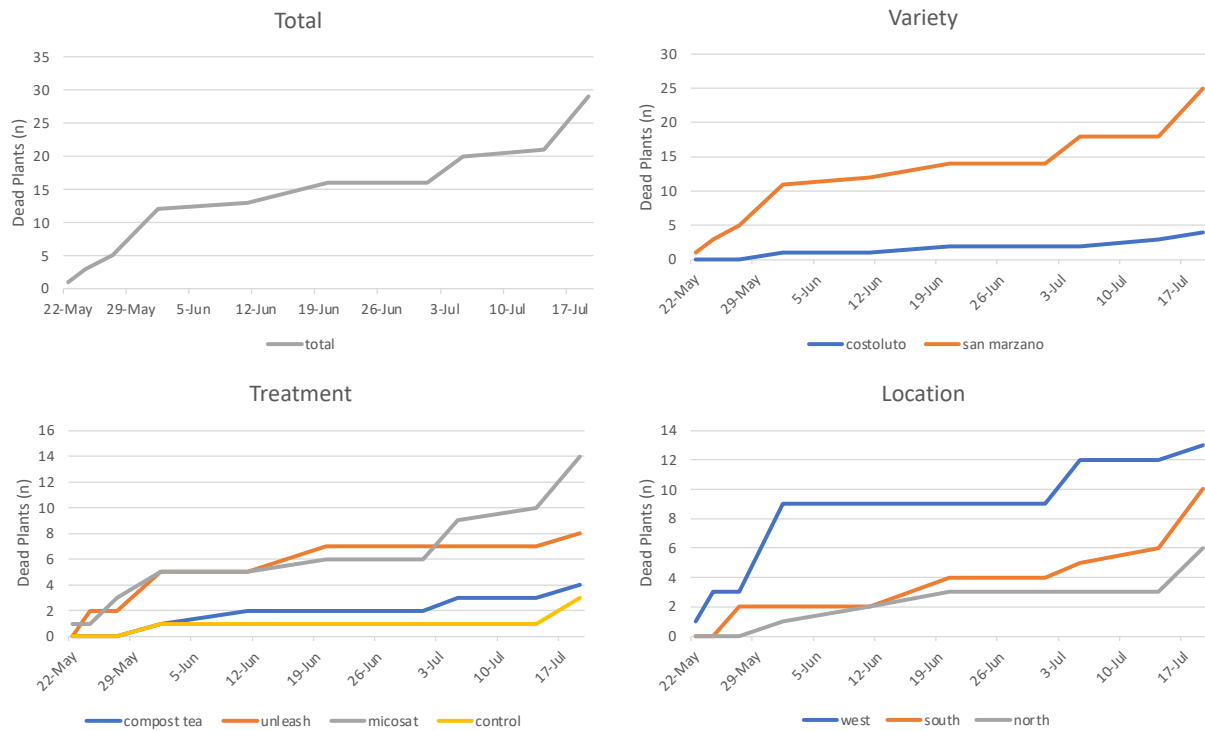 Total
35
30
25
20
15
10
5
0
Dead Plants (n)
22-May 29-May 5-Jun 12-Jun 19-Jun 26-Jun 3-Jul 10-Jul 17-Jul
total
Variety
30
25
20
15
10
5
0
Dead Plants (n)
22-May 29-May 5-Jun 12-Jun 19-Jun 26-Jun 3-Jul 10-Jul 17-Jul
costoluto san marzano
Treatment
16
14
12
10
8
6
4
2
0
Dead Plants (n)
22-May 29-May 5-Jun 12-Jun 19-Jun 26-Jun 3-Jul 10-Jul 17-Jul
compost tea unleash micosat control
Location
14
12
10
8
6
4
2
0
Dead Plants (n)
22-May 29-May 5-Jun 12-Jun 19-Jun 26-Jun 3-Jul 10-Jul 17-Jul
west south north